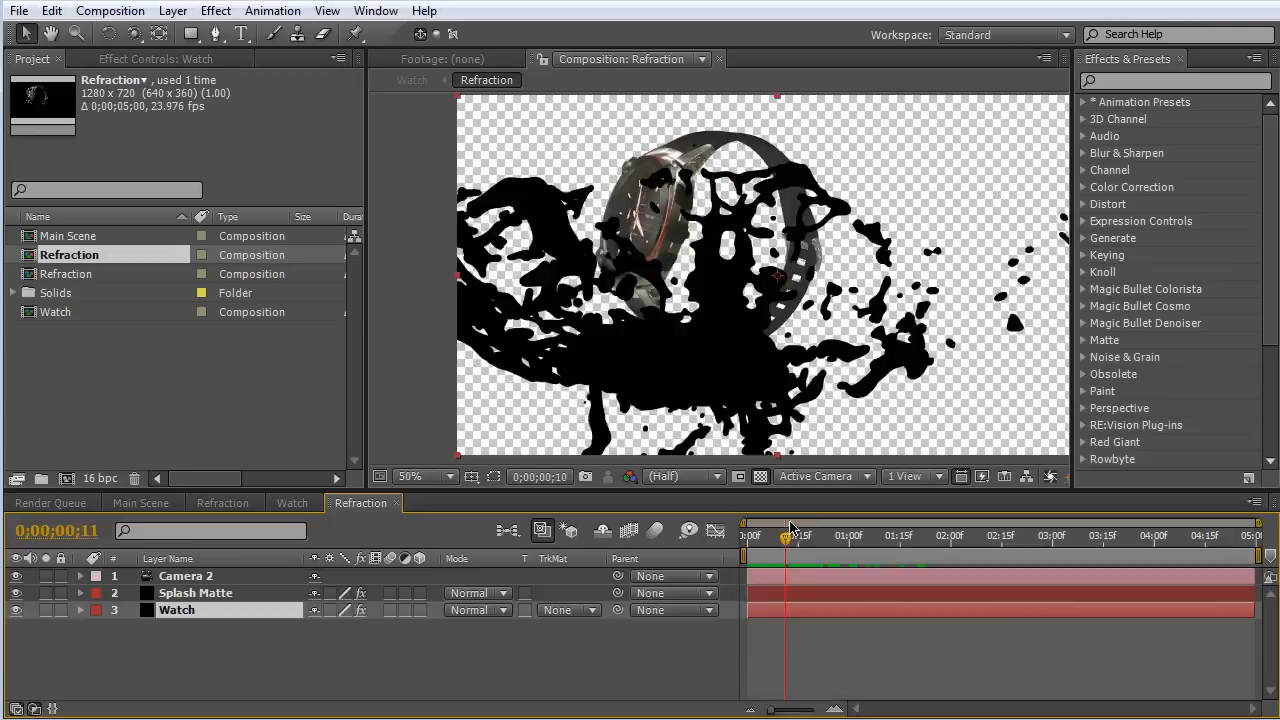 File Edit Composition Layer Effect Animation View Window Help
Workspace: Standard Search Help
Project Effect Controls: Watch Footage: (none) Composition: Refraction Effects & Presets
Refraction, used 1 time
1280 x 720 (640 x 360) (1.00)
Δ 0;00;05;00, 23.976 fps
Watch Refraction
Name Type Size Dura
Main Scene Composition
Refraction Composition
Refraction Composition
Solids Folder
Watch Composition
16 bpc
50% 0;00;00;10 (Half) Active Camera 1 View
* Animation Presets
3D Channel
Audio
Blur & Sharpen
Channel
Color Correction
Distort
Expression Controls
Generate
Keying
Knoll
Magic Bullet Colorista
Magic Bullet Cosmo
Magic Bullet Denoiser
Matte
Noise & Grain
Obsolete
Paint
Perspective
RE:Vision Plug-ins
Red Giant
Rowbyte
Render Queue Main Scene Refraction Watch Refraction
0;00;00;11
0:00f 15f 01:00f 15f 02:00f 15f 03:00f 15f 04:00f 15f 05:0
# Layer Name Mode T TrkMat Parent
1 Camera 2 None
2 Splash Matte Normal None
3 Watch Normal None None